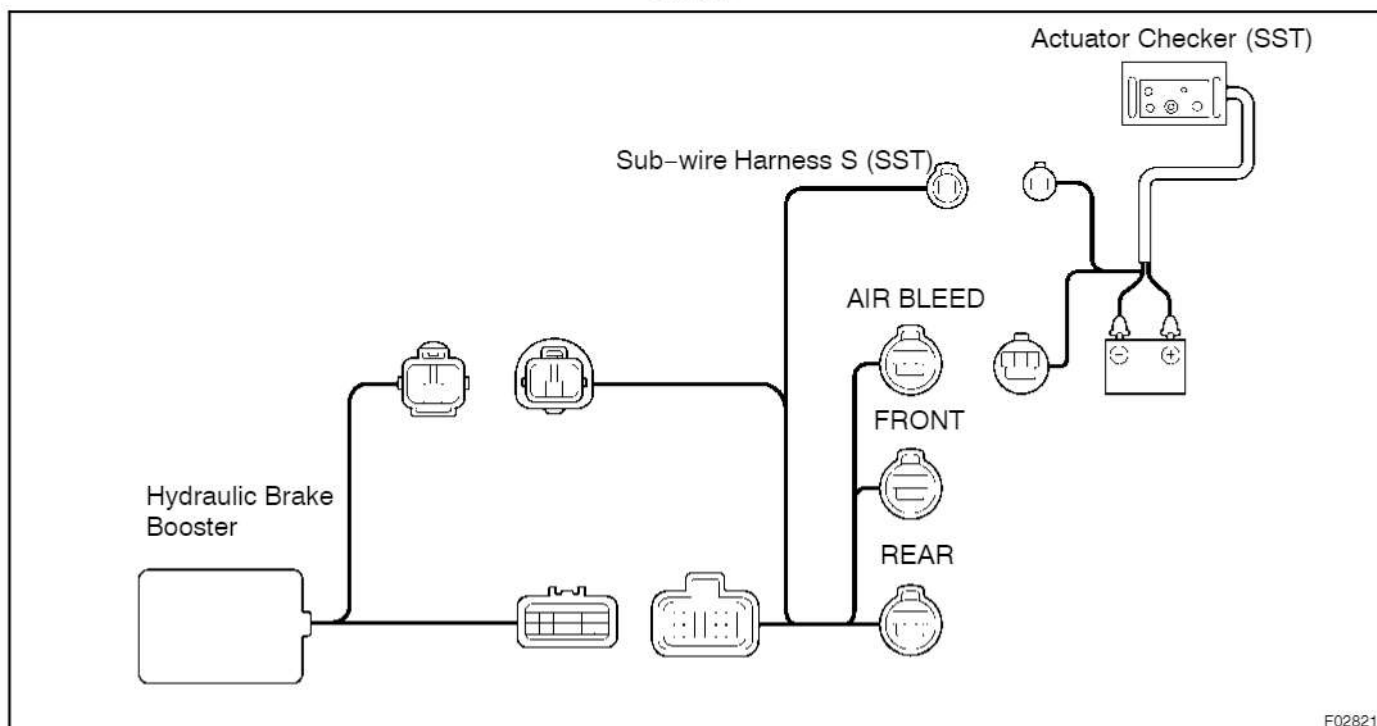 Actuator Checker (SST)
Sub-wire Harness S (SST)
AIR BLEED
FRONT
Hydraulic Brake
Booster
REAR
F02821